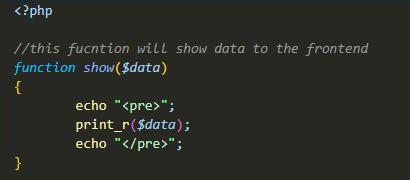 <?php
//this fucntion will show data to the frontend
function show($data)
{
echo "<pre>";
print_r($data);
echo "</pre>";
}